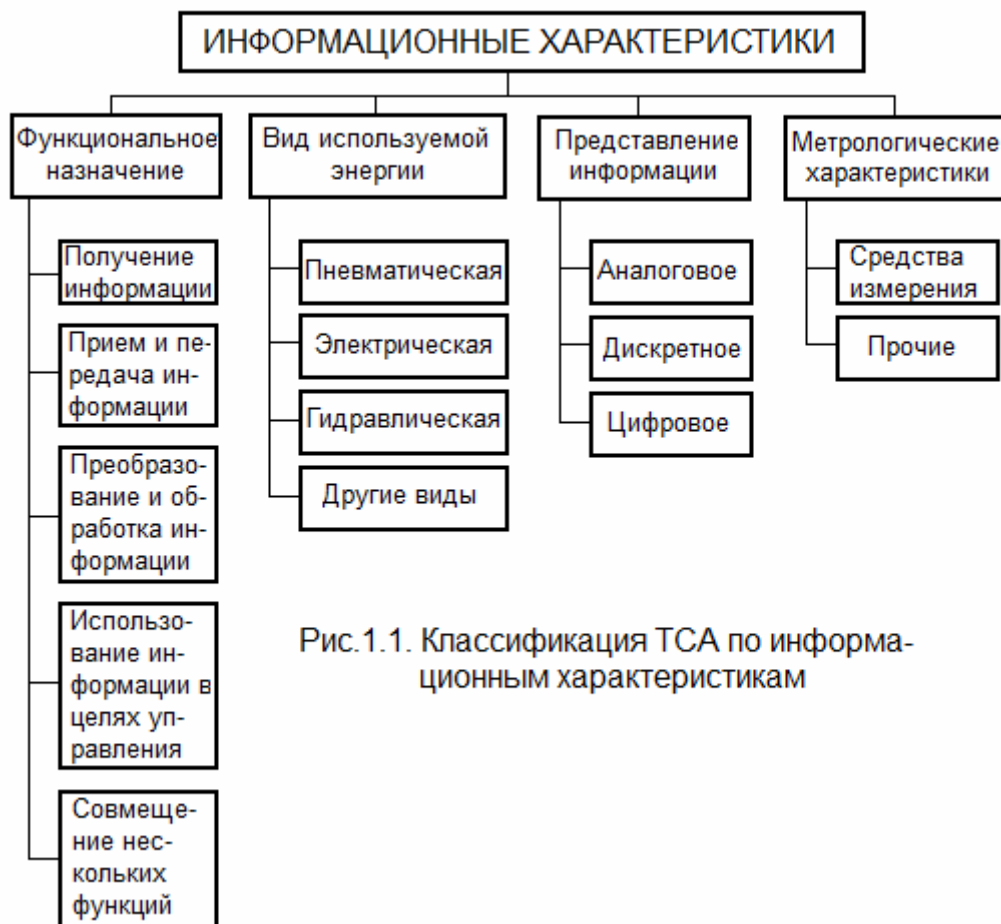 ИНФОРМАЦИОННЫЕ ХАРАКТЕРИСТИКИ
Функциональное
назначение
Получение
информации
Прием и пе-
редача ин-
формации
Преобразо-
вание и об-
работка ин-
формации
Использо-
вание ин-
формации в
целях уп-
равления
Совмеще-
ние нес-
кольких
функций
Вид используемой
энергии
Пневматическая
Электрическая
Гидравлическая
Другие виды
Представление
информации
Аналоговое
Дискретное
Цифровое
Метрологические
характеристики
Средства
измерения
Прочие
Рис.1.1. Классификация ТСА по информа-
ционным характеристикам